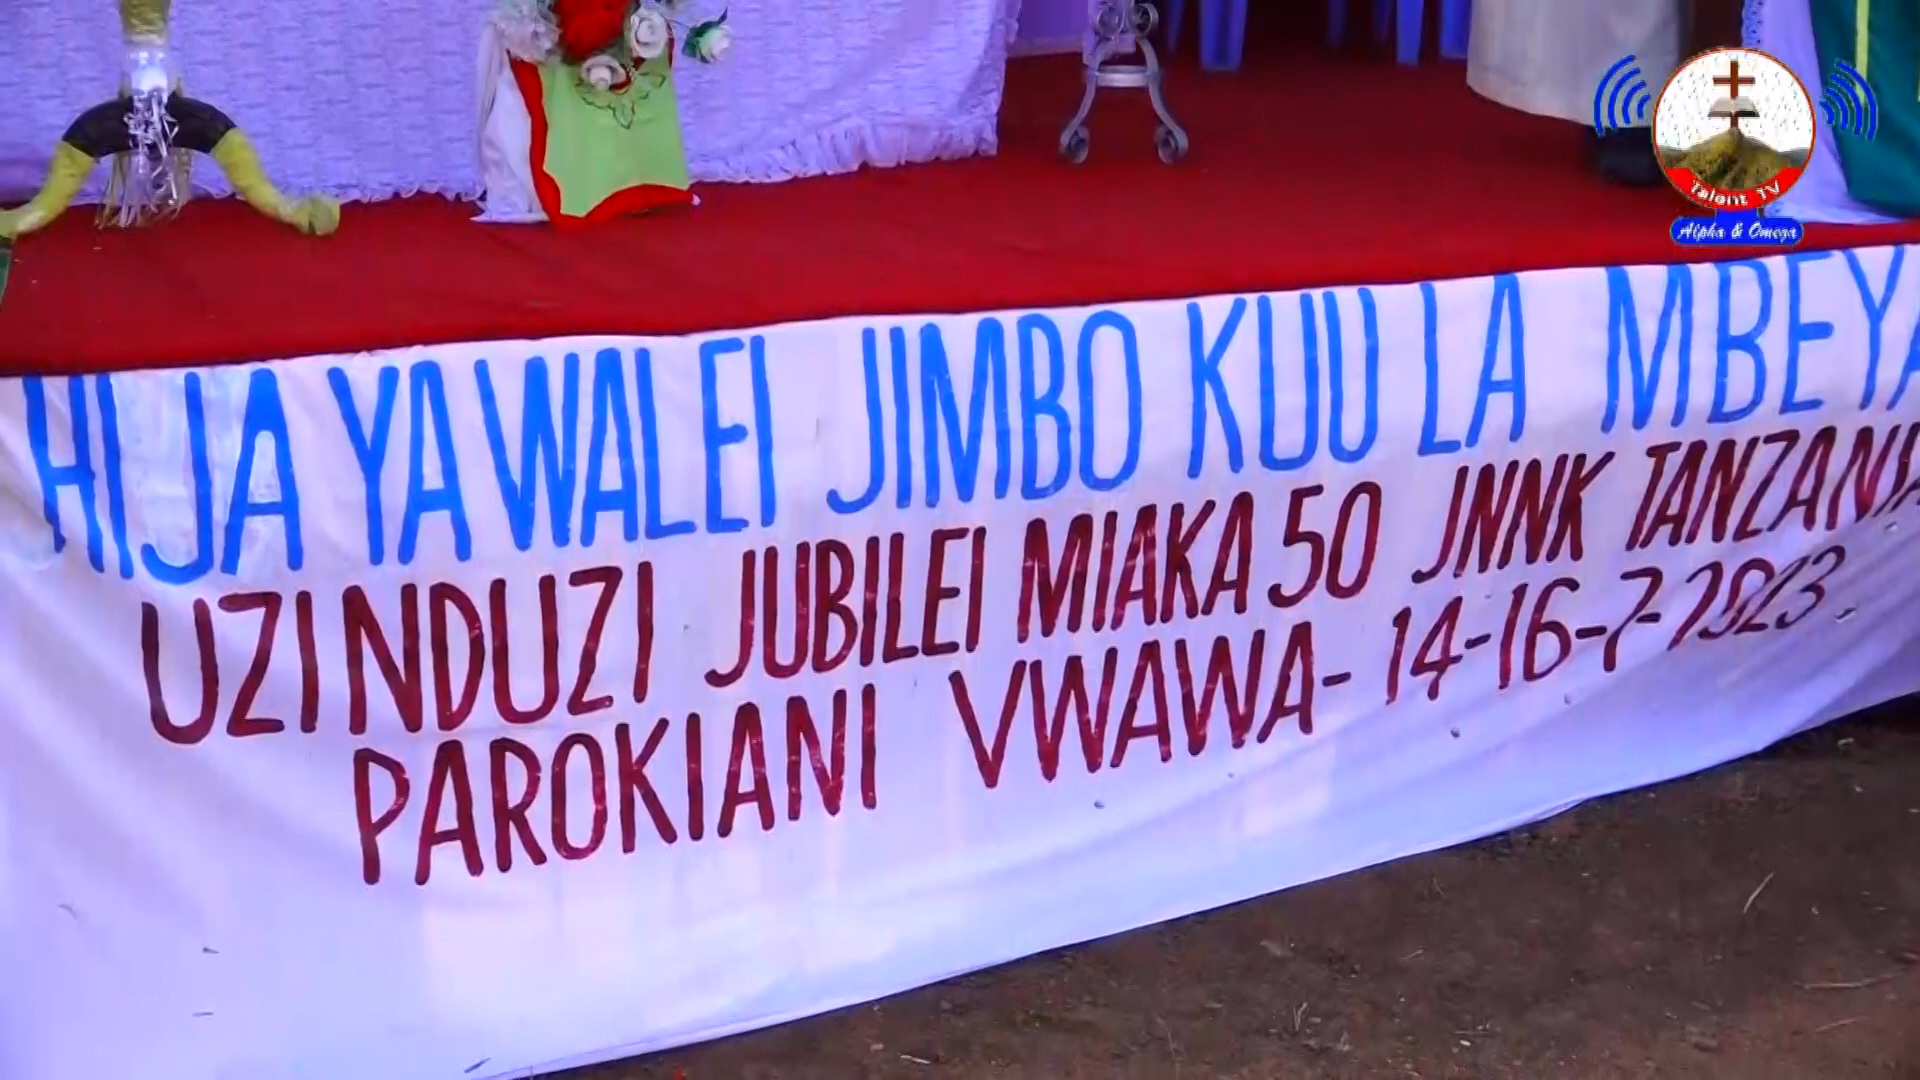 Talent TV
Alpha & Omega
HIJA YA WALEI JIMBO KUU LA MBEYA
UZINDUZI JUBILEI MIAKA 50 JNNK TANZANIA
PAROKIANI VWAWA- 14-16-7-2023